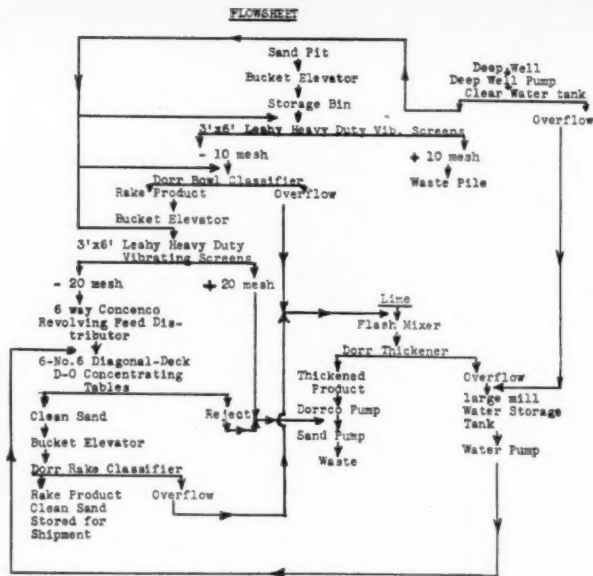 FLOWSHEET
Sand Pit
Bucket Elevator
Storage Bin
3'x6' Leahy Heavy Duty Vib. Screens
- 10 mesh
+ 10 mesh
Waste Pile
Deep Well
Deep Well Pump
Clear Water tank
Overflow
Dorr Bowl Classifier
Rake Product
Overflow
Bucket Elevator
3'x6' Leahy Heavy Duty
Vibrating Screens
- 20 mesh
+ 20 mesh
6 way Concenco
Revolving Feed Dis-
tributor
6-No.6 Diagonal-Deck
D-O Concentrating
Tables
Clean Sand
Reject
Bucket Elevator
Dorr Rake Classifier
Rake Product
Clean Sand
Stored for
Shipment
Overflow
Lime
Flash Mixer
Dorr Thickener
Thickened
Product
Dorrco Pump
Sand Pump
Waste
Overflow
large mill
Water Storage
Tank
Water Pump